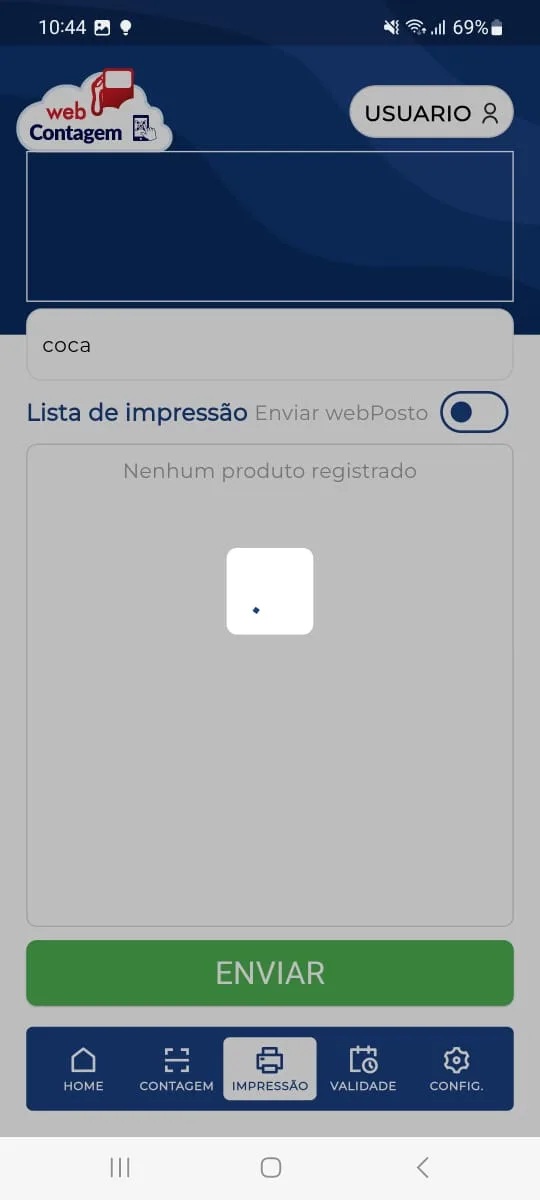 10:44
69%
web
Contagem
USUARIO
coca
Lista de impressão Enviar webPosto
Nenhum produto registrado
ENVIAR
HOME CONTAGEM IMPRESSÃO VALIDADE CONFIG.